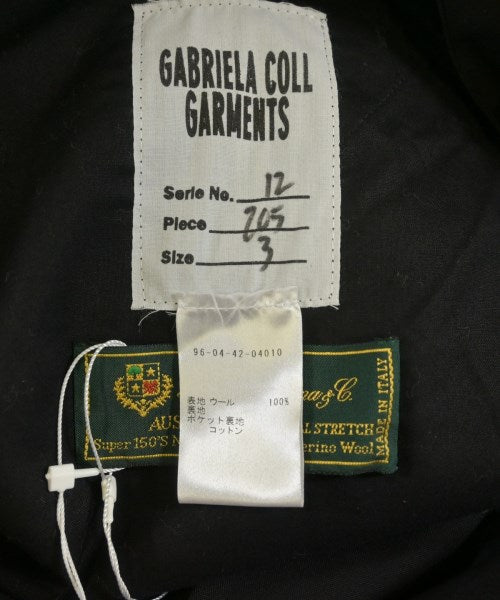 GABRIELA COLL
GARMENTS
Serie No. 12
Piece 205
Size 3
96-04-42-04010
表地 ウール 100%
裏地
ポケット裏地
コットン
&C.
STRETCH
Super 150'S Wool
MADE IN ITALY